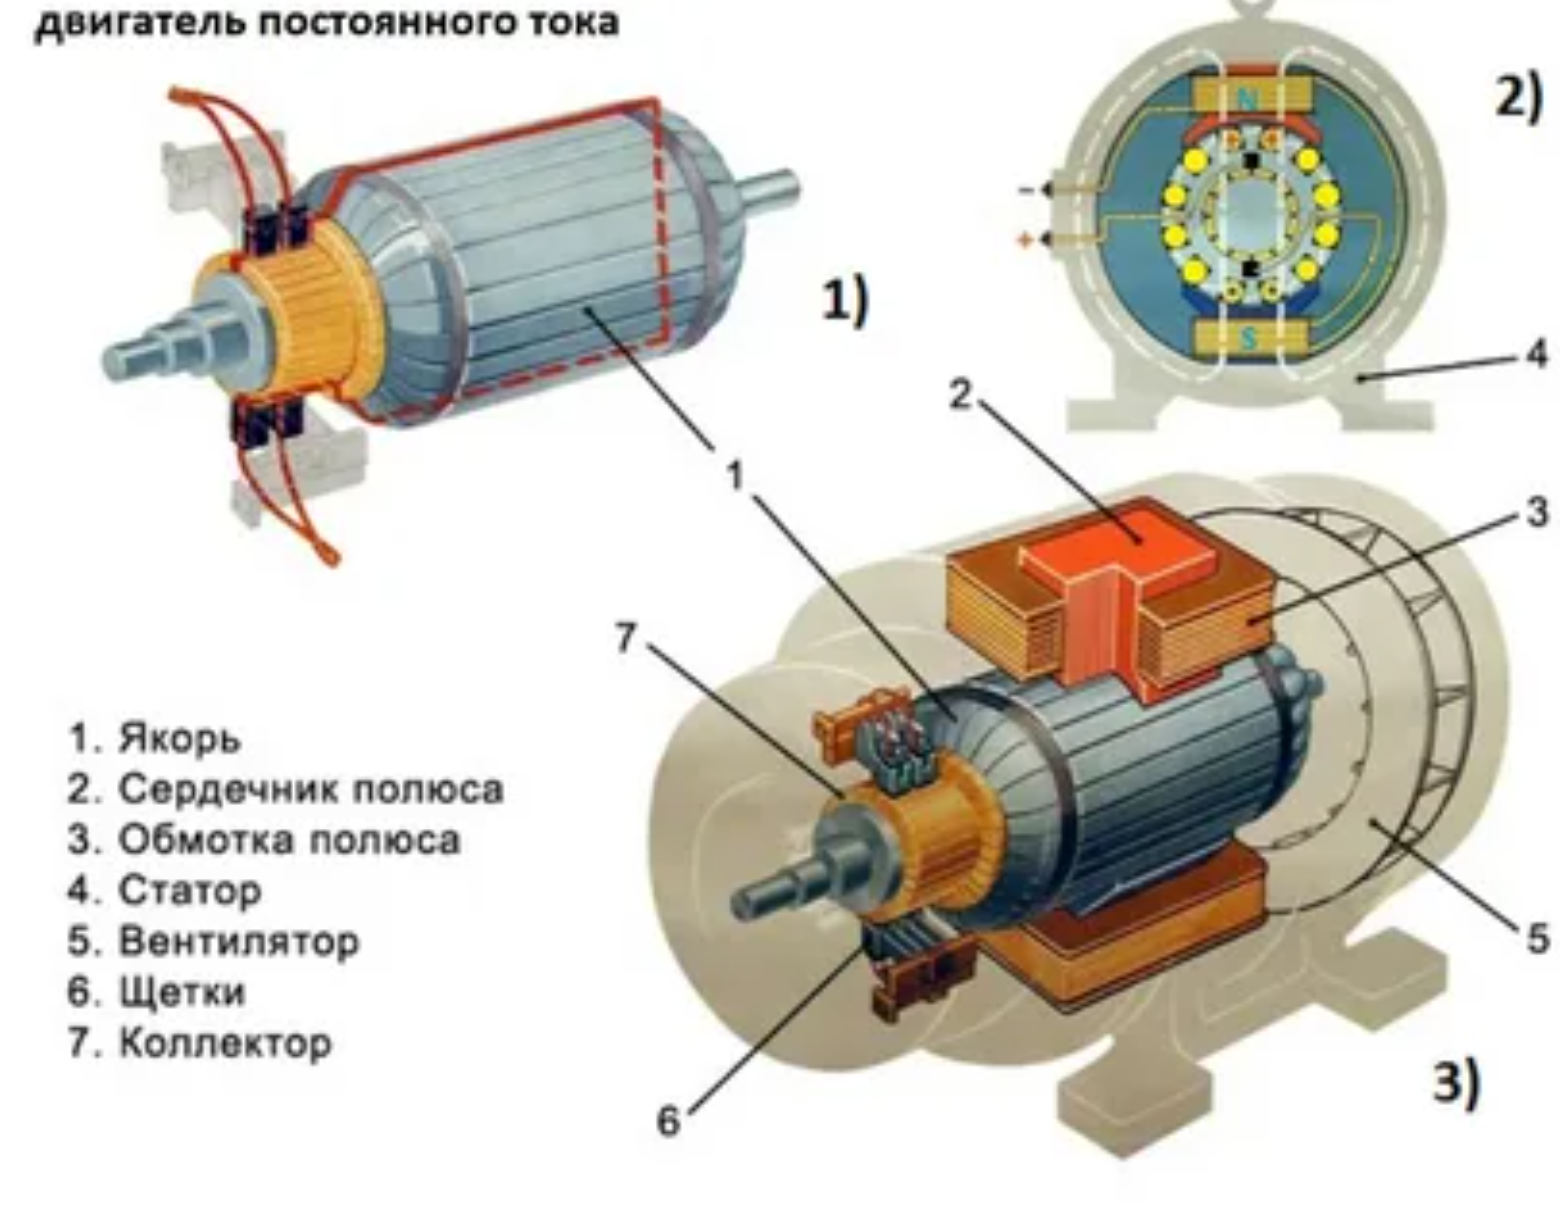 двигатель постоянного тока
1)
2)
N
-
+
S
4
2
1
3
7
1. Якорь
2. Сердечник полюса
3. Обмотка полюса
4. Статор
5. Вентилятор
6. Щетки
7. Коллектор
5
6
3)